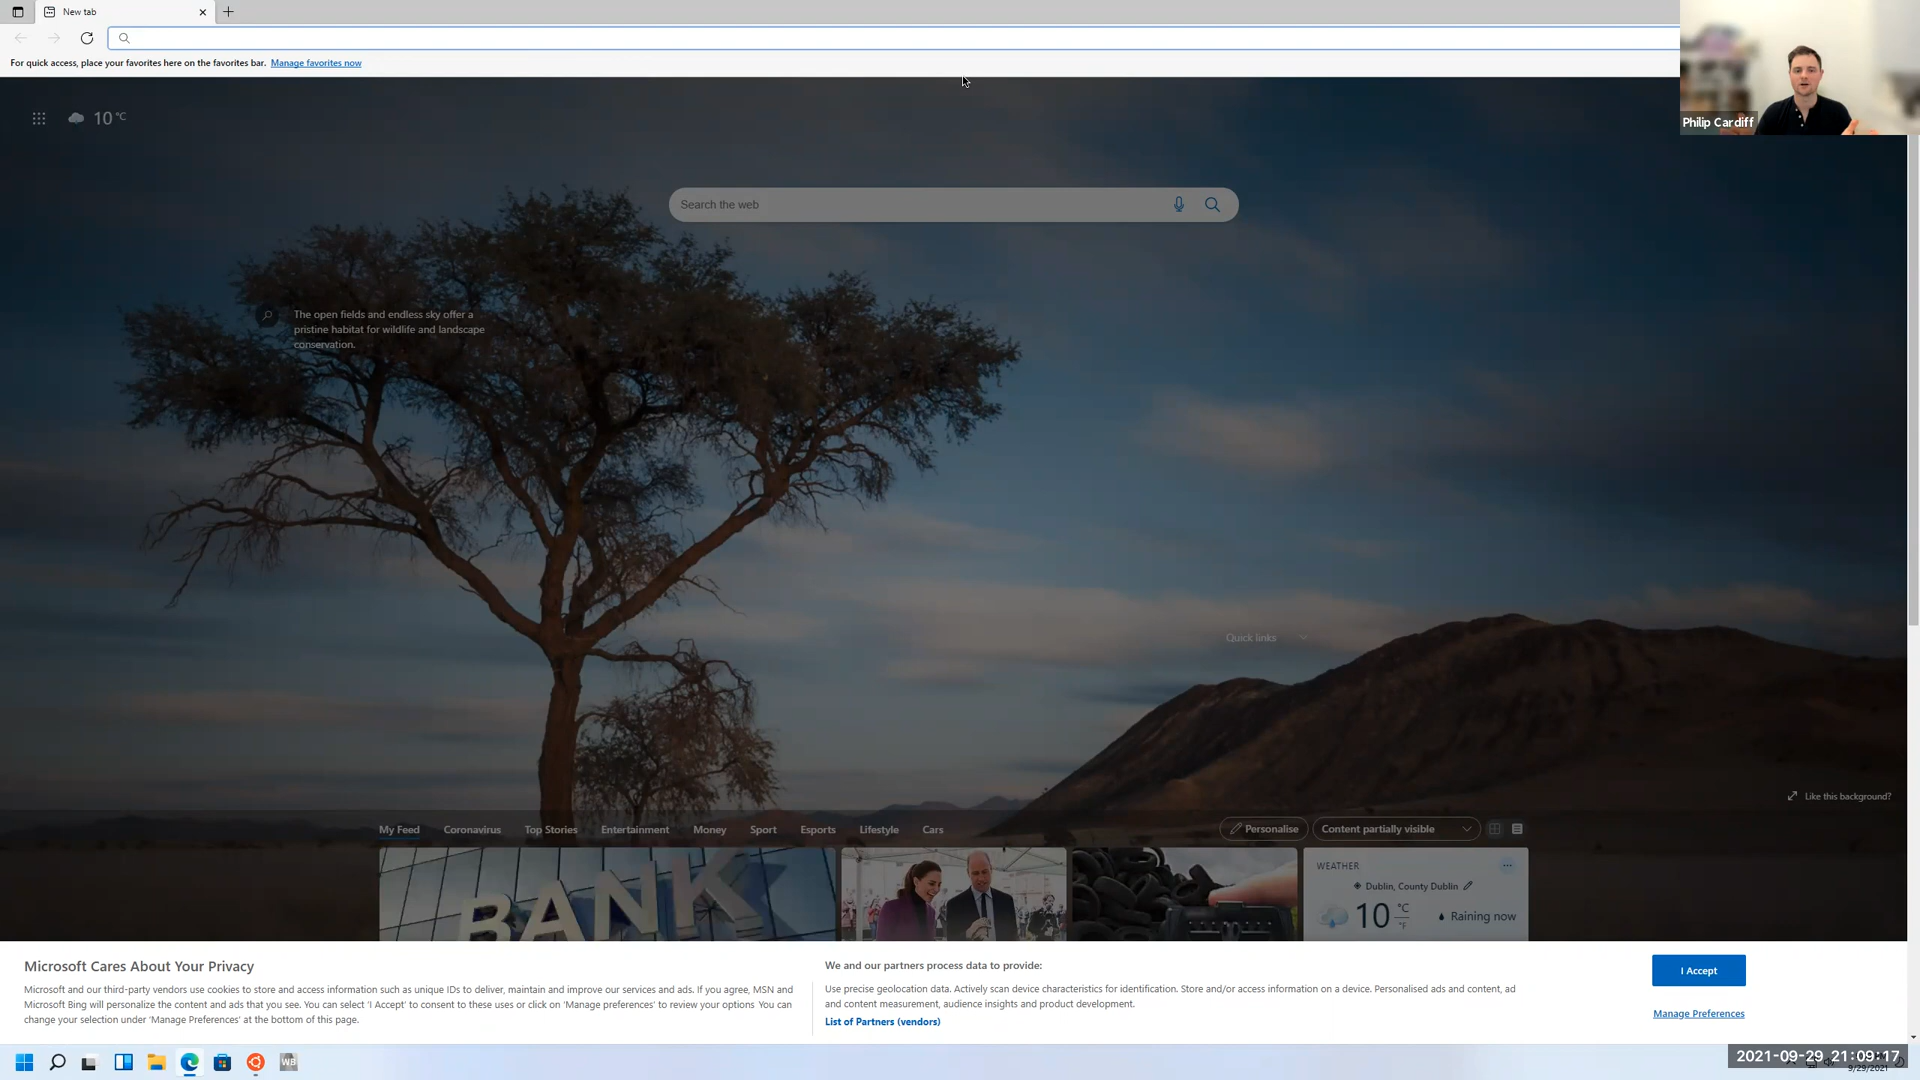 New tab
For quick access, place your favorites here on the favorites bar. Manage favorites now
Philip Cardiff
10 °C
Search the web
The open fields and endless sky offer a
pristine habitat for wildlife and landscape
conservation.
Quick links
Like this background?
My Feed Coronavirus Top Stories Entertainment Money Sport Esports Lifestyle Cars Personalise Content partially visible
BANK
WEATHER
Dublin, County Dublin
10 °C °F Raining now
Microsoft Cares About Your Privacy
Microsoft and our third-party vendors use cookies to store and access information such as unique IDs to deliver, maintain and improve our services and ads. If you agree, MSN and
Microsoft Bing will personalize the content and ads that you see. You can select 'I Accept' to consent to these uses or click on 'Manage preferences' to review your options You can
change your selection under 'Manage Preferences' at the bottom of this page.
We and our partners process data to provide:
Use precise geolocation data. Actively scan device characteristics for identification. Store and/or access information on a device. Personalised ads and content, ad
and content measurement, audience insights and product development.
List of Partners (vendors)
I Accept
Manage Preferences
WB
2021-09-29 21:09:17
9/29/2021